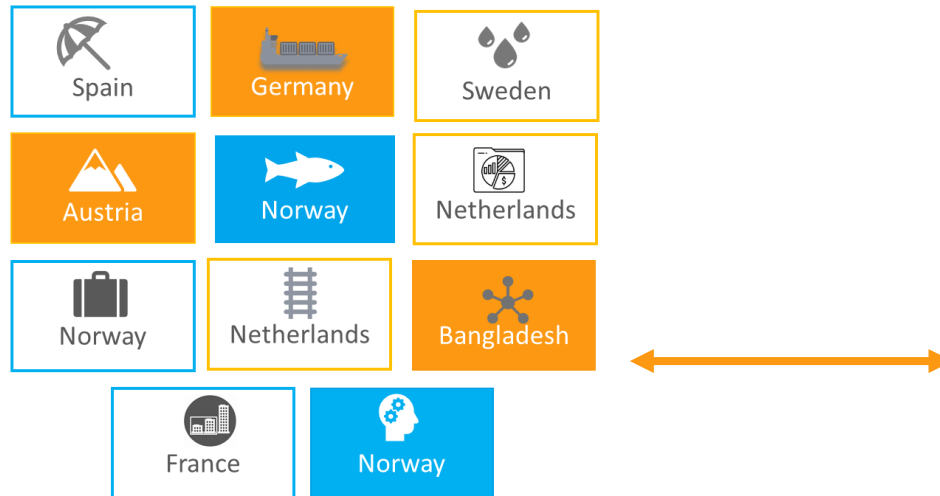 Spain
Germany
Sweden
Austria
Norway
Netherlands
Norway
Netherlands
Bangladesh
France
Norway